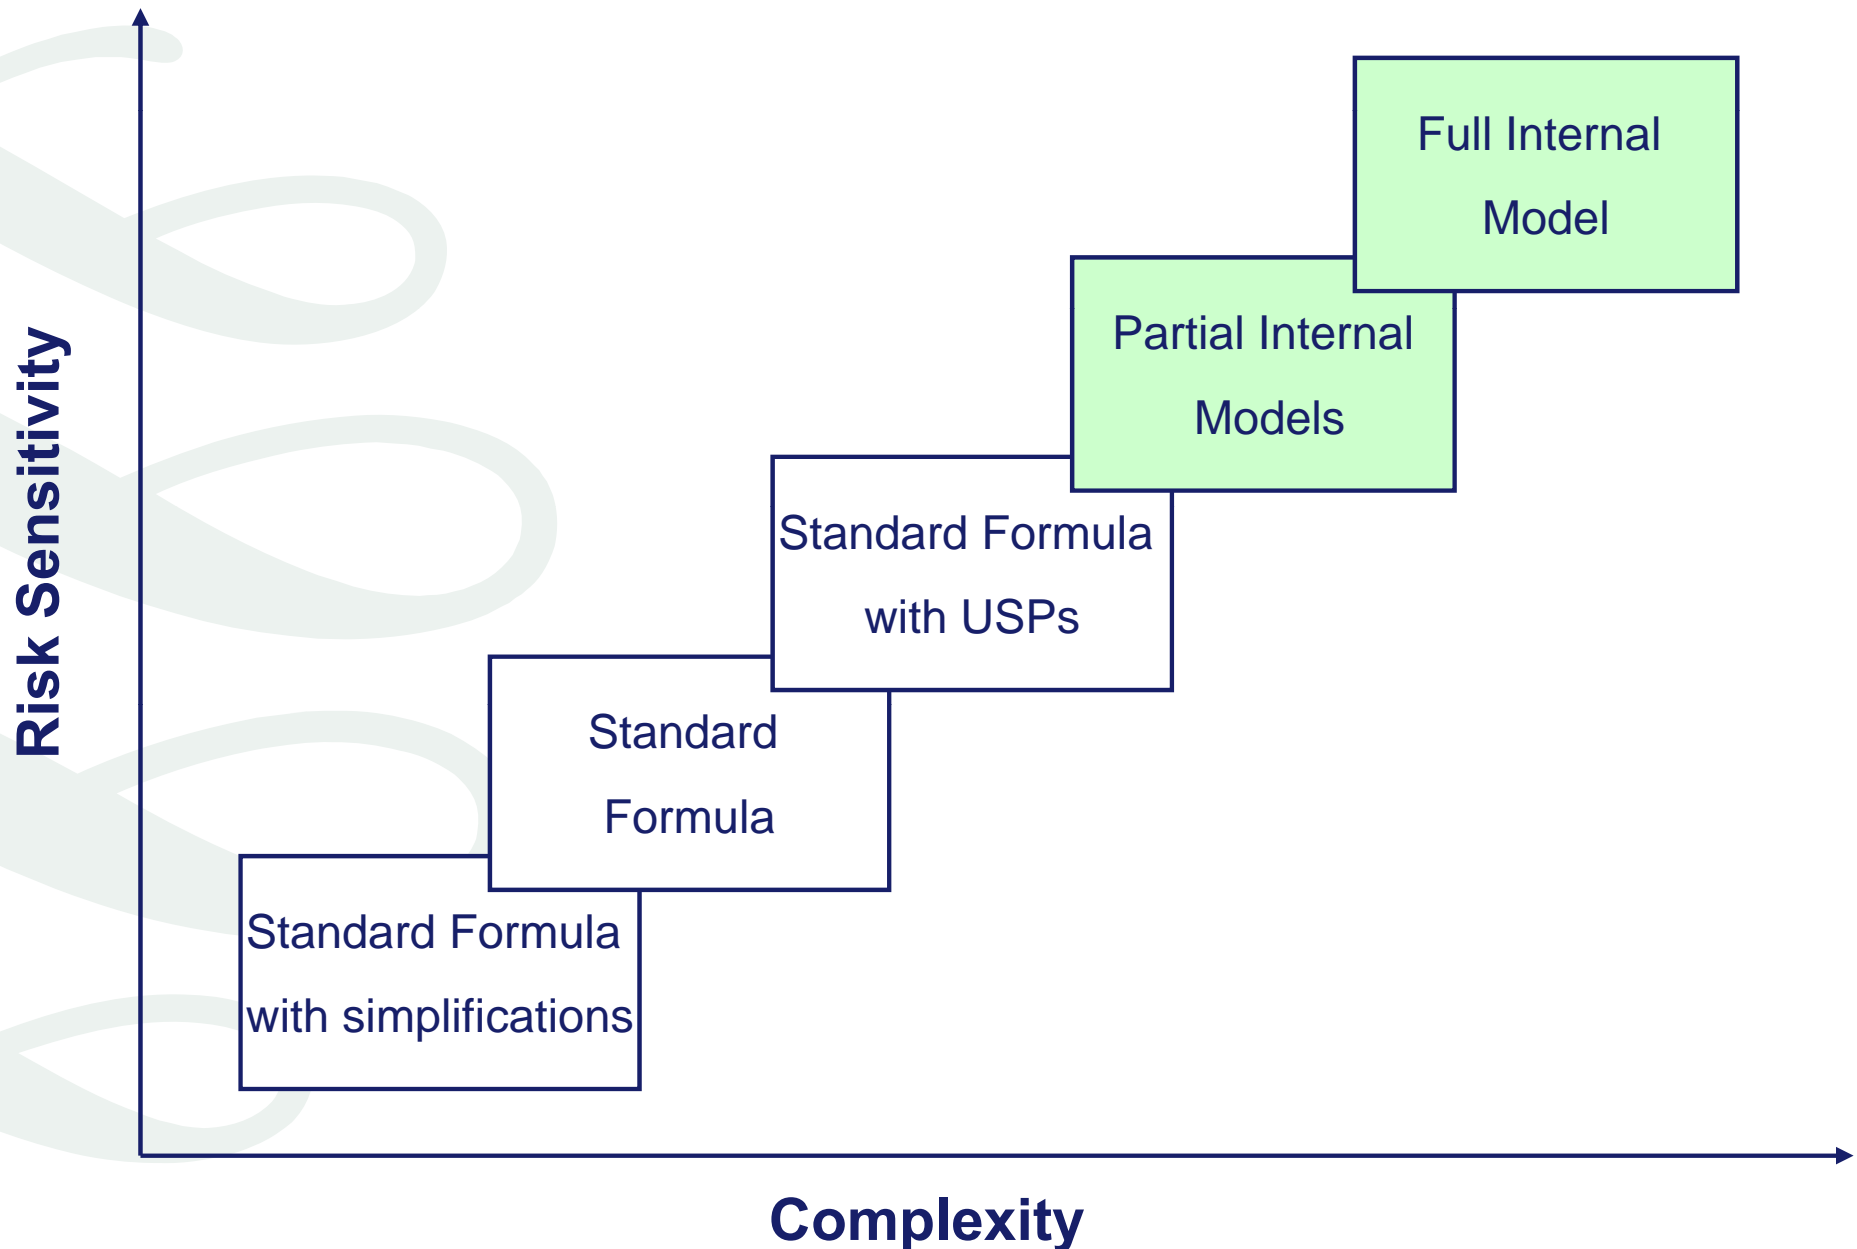 Full Internal
Model
Partial Internal
Models
Standard Formula
with USPs
Standard
Formula
Standard Formula
with simplifications
Risk Sensitivity
Complexity